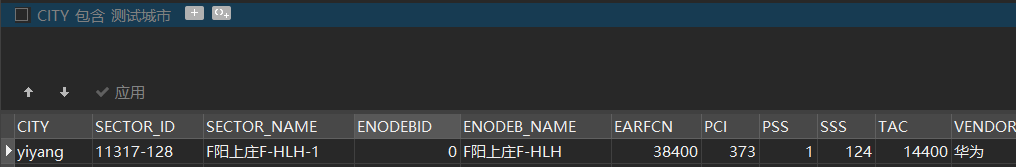 CITY 包含 测试城市
应用
CITY SECTOR_ID SECTOR_NAME ENODEBID ENODEB_NAME EARFCN PCI PSS SSS TAC VENDOR
yiyang 11317-128 F阳上庄F-HLH-1 0 F阳上庄F-HLH 38400 373 1 124 14400 华为